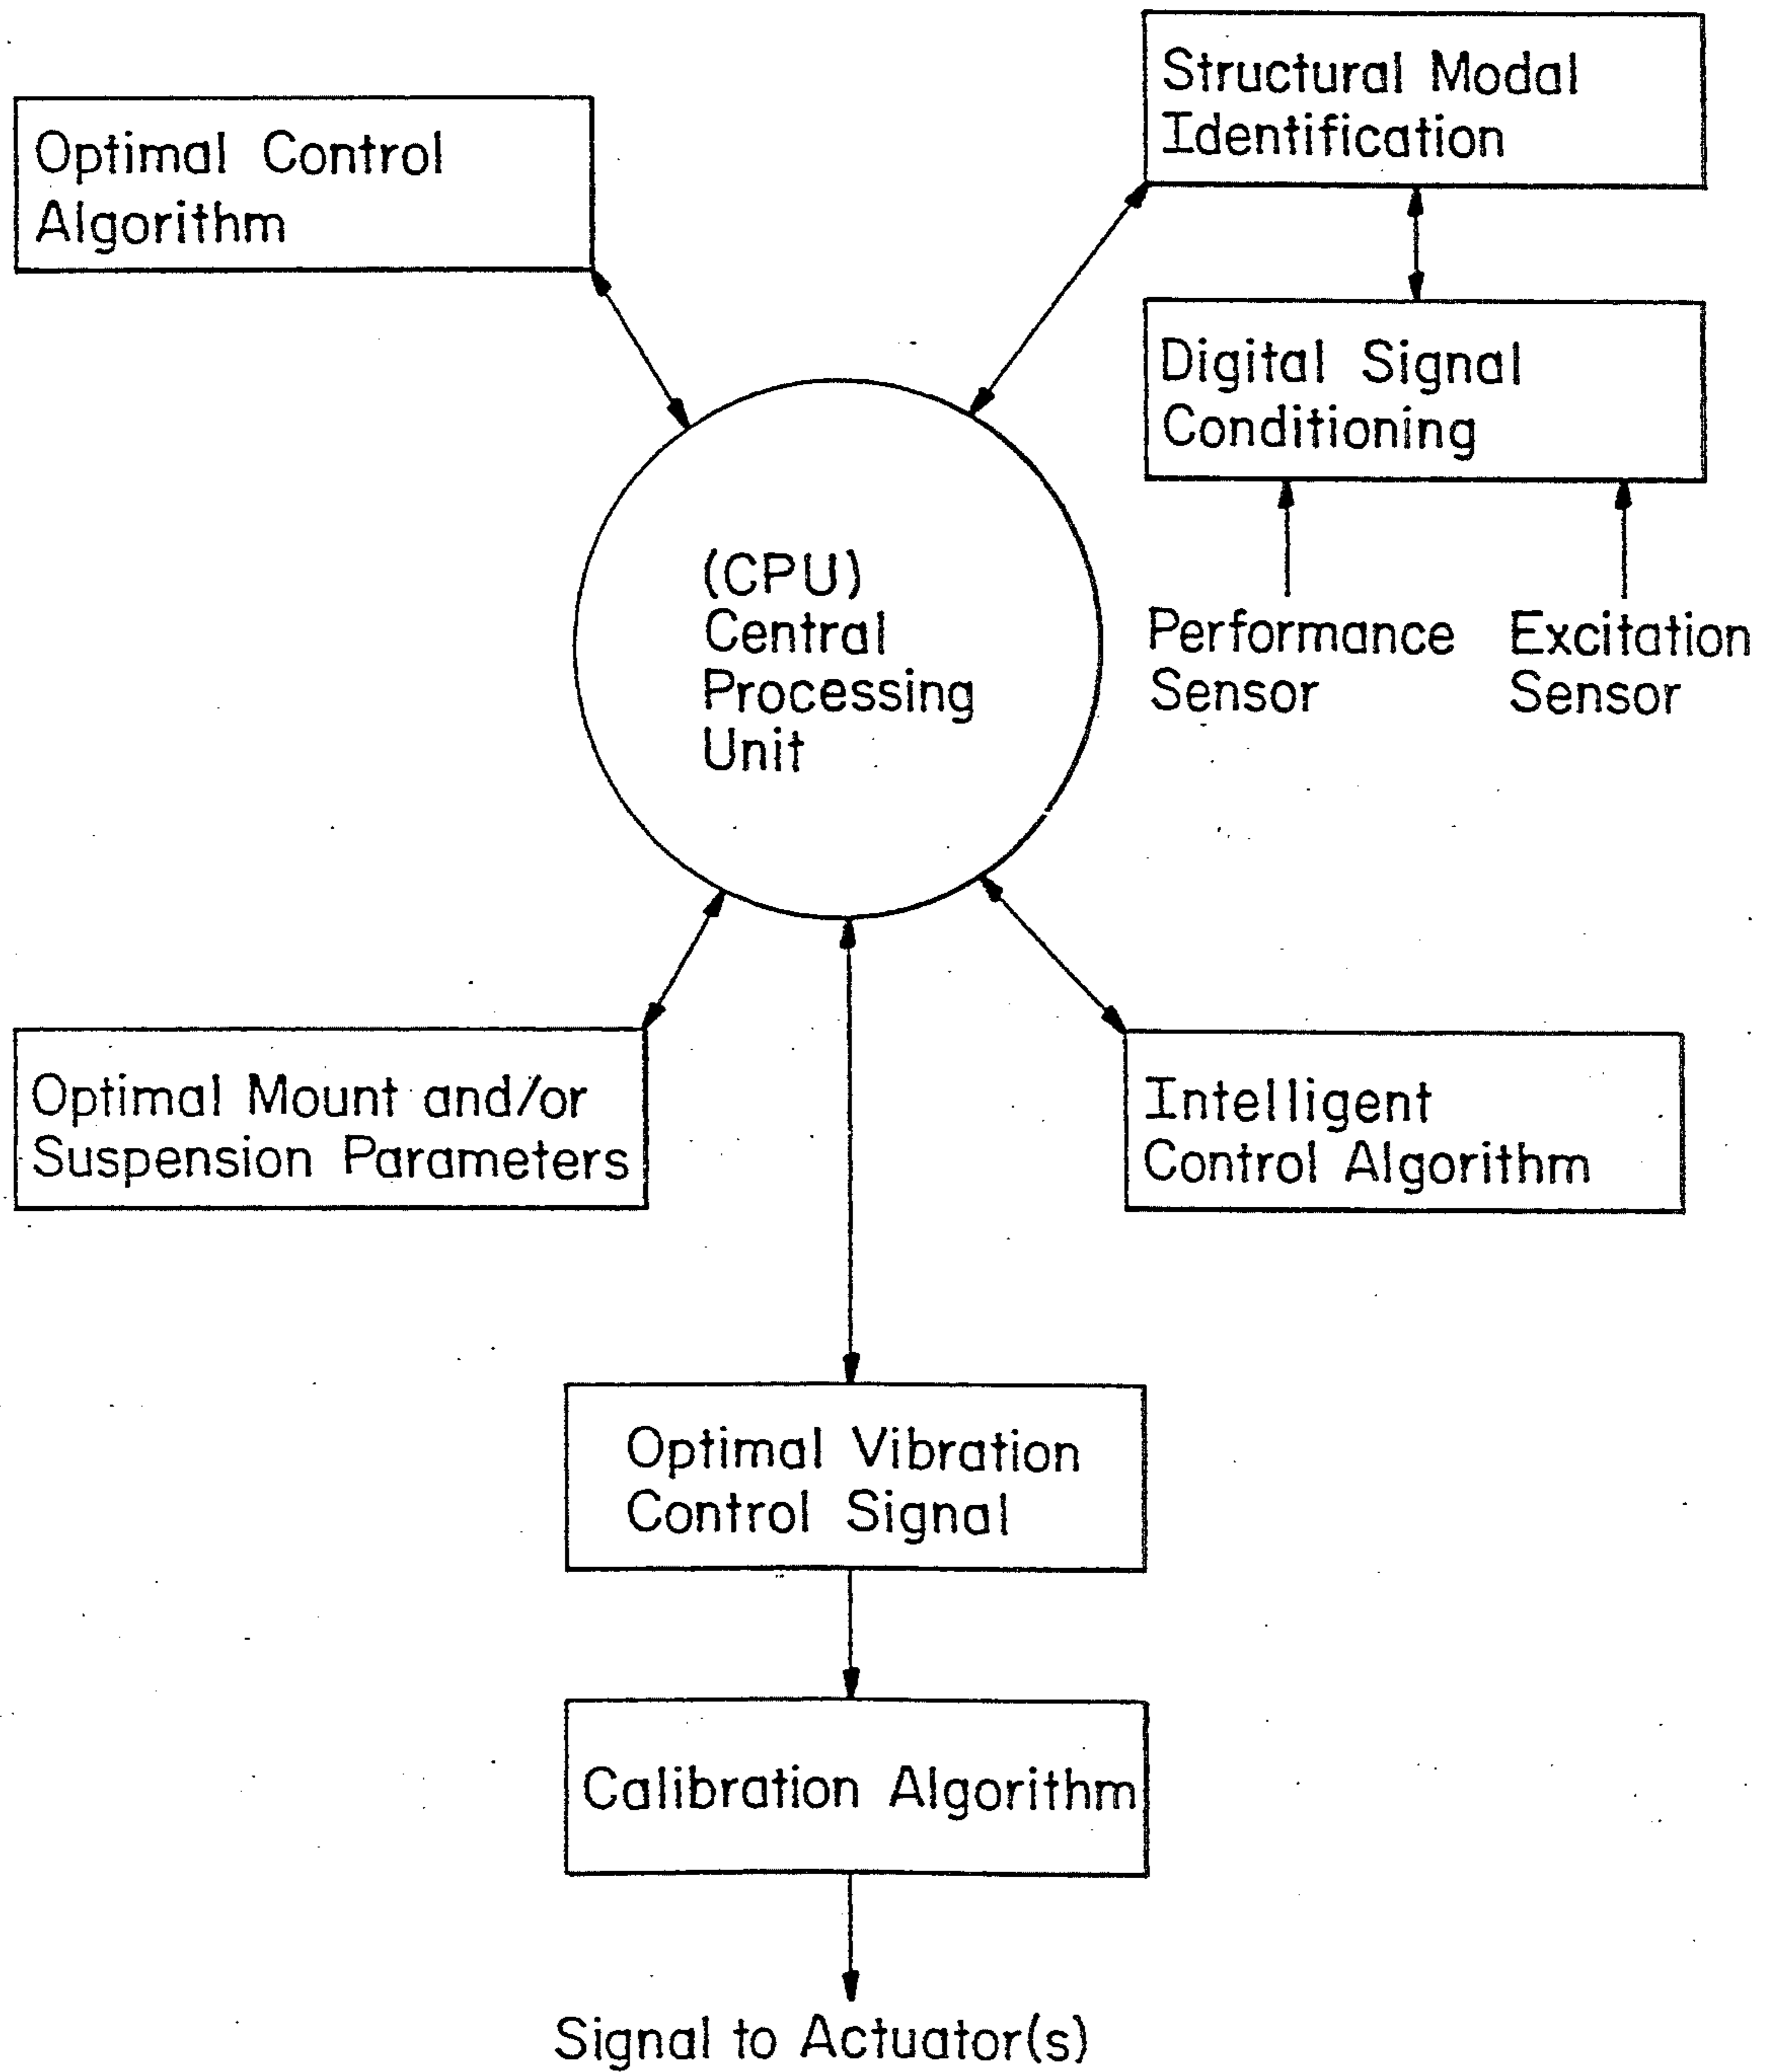 Structural Modal
Identification
Optimal Control
Algorithm
Digital Signal
Conditioning
(CPU)
Central
Processing
Unit
Performance
Sensor
Excitation
Sensor
Optimal Mount and/or
Suspension Parameters
Intelligent
Control Algorithm
Optimal Vibration
Control Signal
Calibration Algorithm
Signal to Actuator(s)